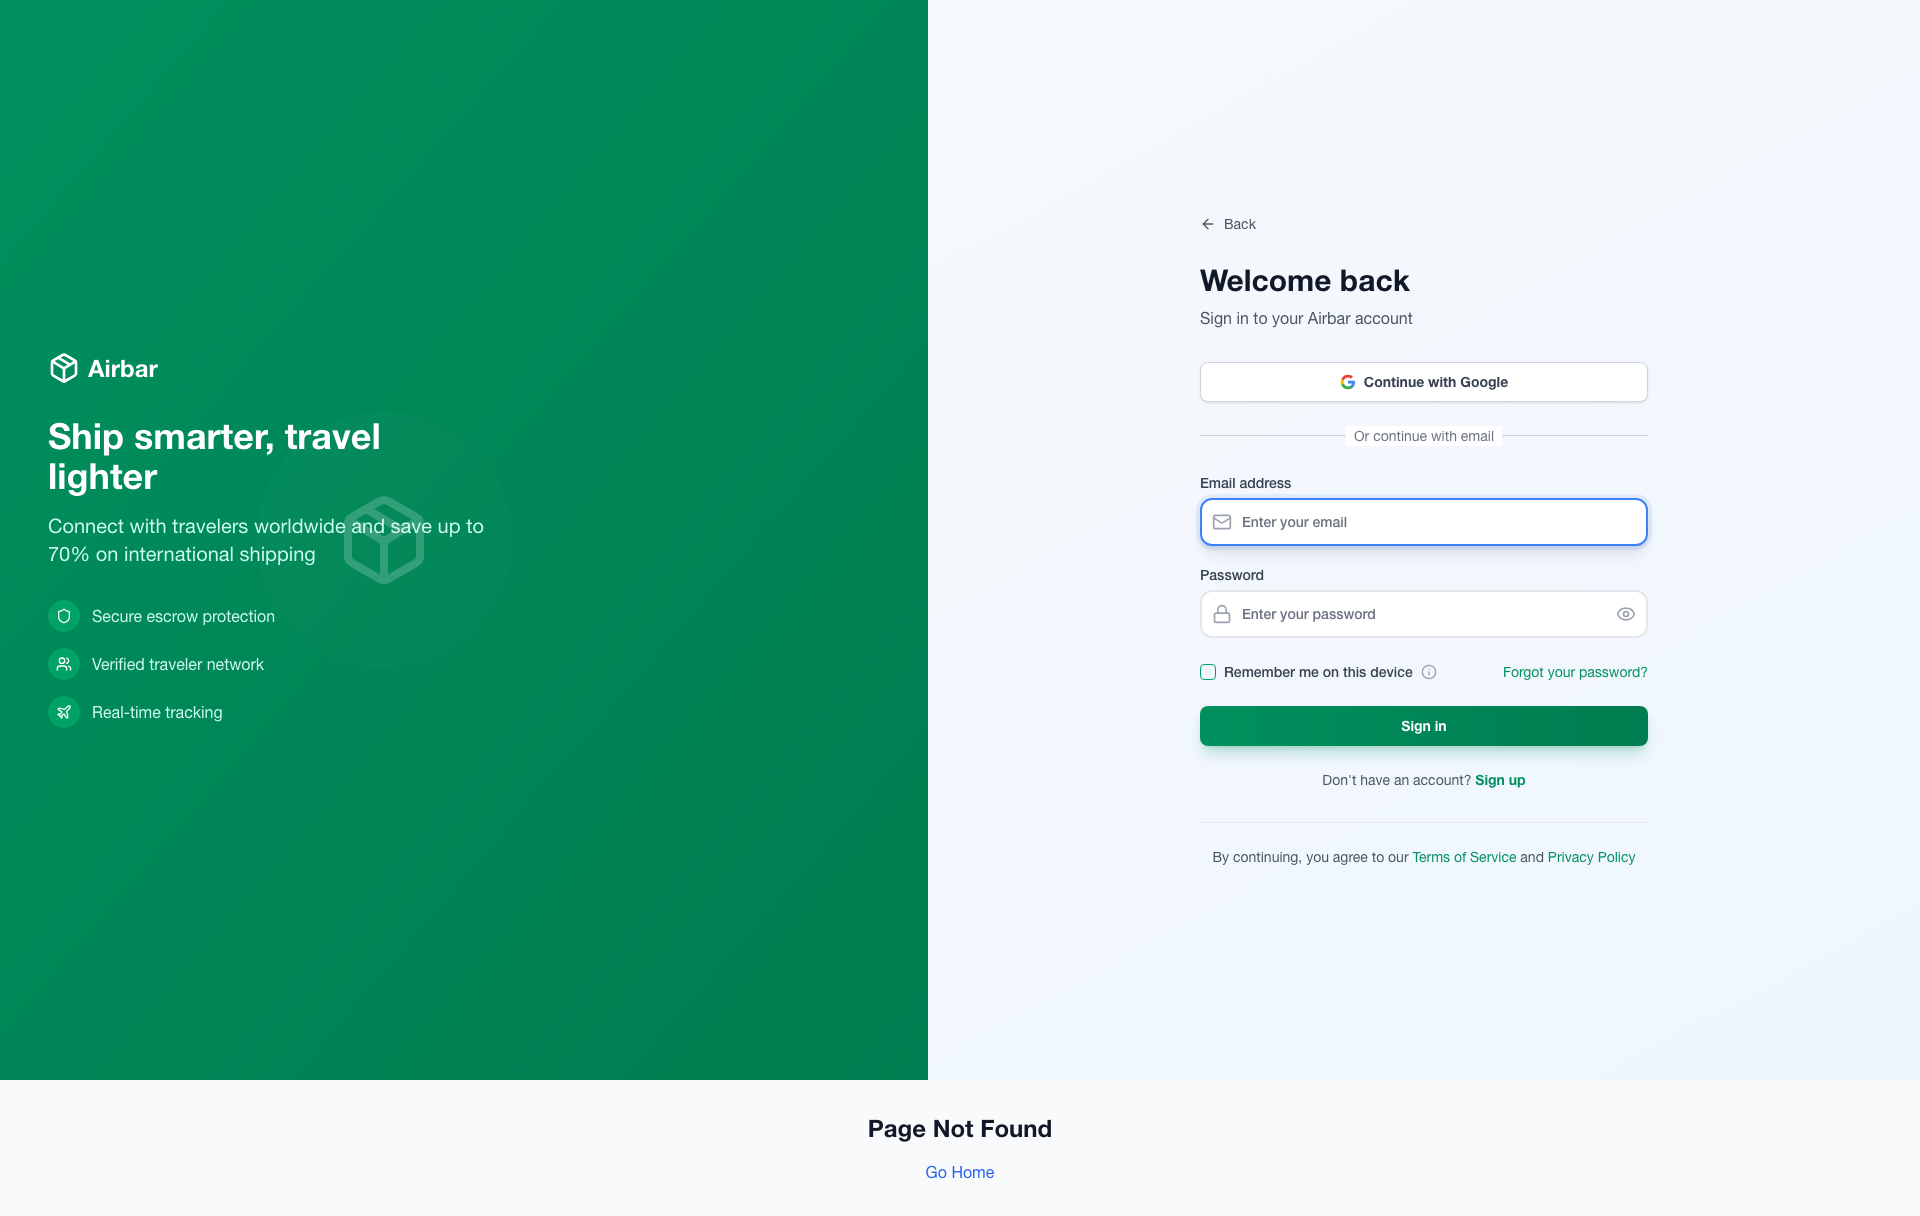 Airbar
Ship smarter, travel
lighter
Connect with travelers worldwide and save up to
70% on international shipping
Secure escrow protection
Verified traveler network
Real-time tracking
Back
Welcome back
Sign in to your Airbar account
Continue with Google
Or continue with email
Email address
Enter your email
Password
Enter your password
Remember me on this device
Forgot your password?
Sign in
Don't have an account? Sign up
By continuing, you agree to our Terms of Service and Privacy Policy
Page Not Found
Go Home